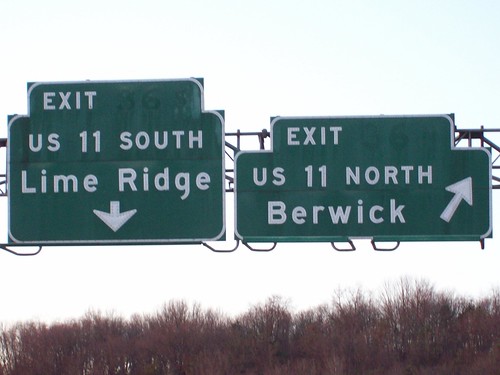 EXIT
US 11 SOUTH
Lime Ridge
EXIT
US 11 NORTH
Berwick